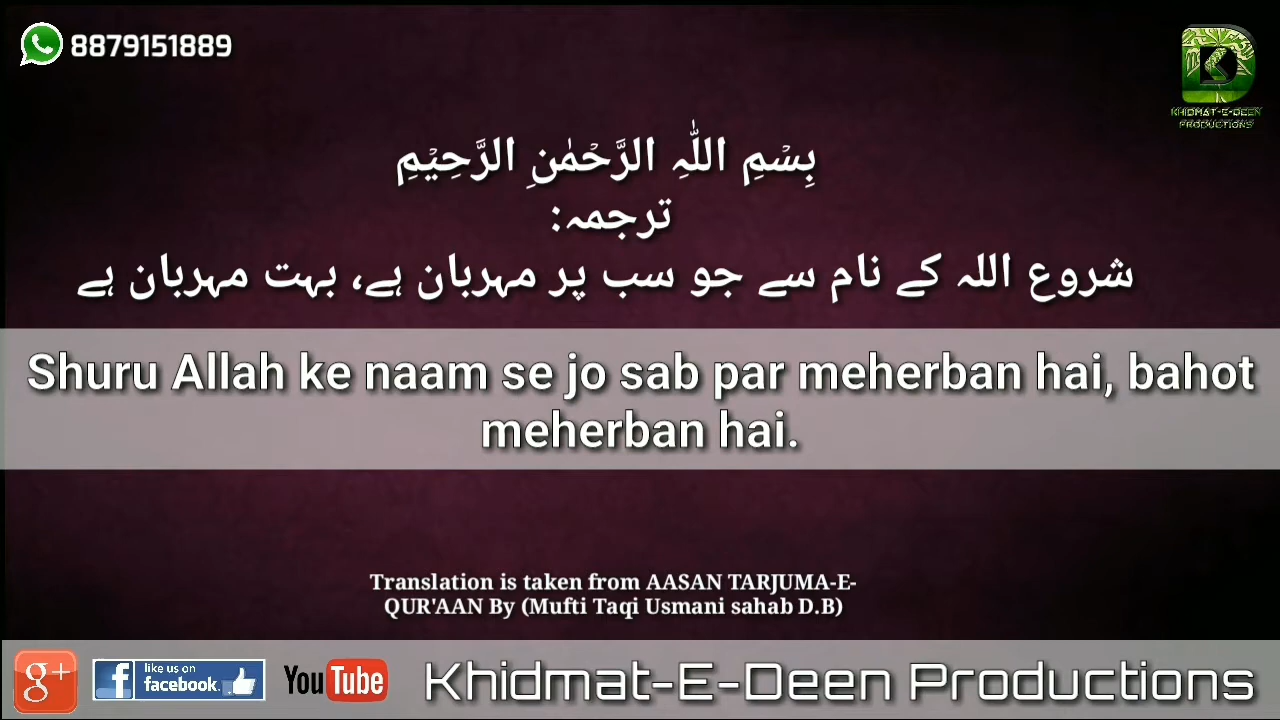 8879151889
KHIDMAT-E-DEEN
PRODUCTIONS
بِسۡمِ اللّٰہِ الرَّحۡمٰنِ الرَّحِیۡمِ
ترجمہ:
شروع اللہ کے نام سے جو سب پر مہربان ہے، بہت مہربان ہے
Shuru Allah ke naam se jo sab par meherban hai, bahot
meherban hai.
Translation is taken from AASAN TARJUMA-E-
QUR'AAN By (Mufti Taqi Usmani sahab D.B)
g+
f like us on
facebook.
YouTube
Khidmat-E-Deen Productions